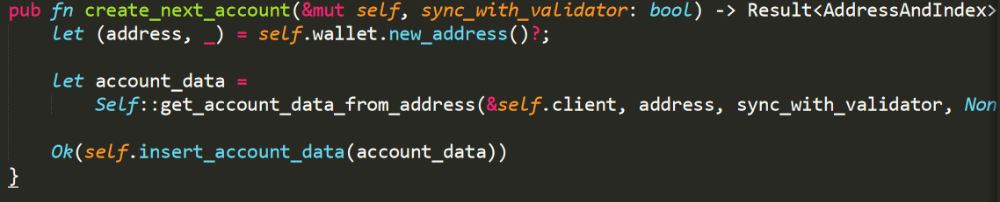 pub fn create_next_account(&mut self, sync_with_validator: bool) -> Result<AddressAndIndex>
let (address, _) = self.wallet.new_address()?;
let account_data =
Self::get_account_data_from_address(&self.client, address, sync_with_validator, Non
Ok(self.insert_account_data(account_data))
}